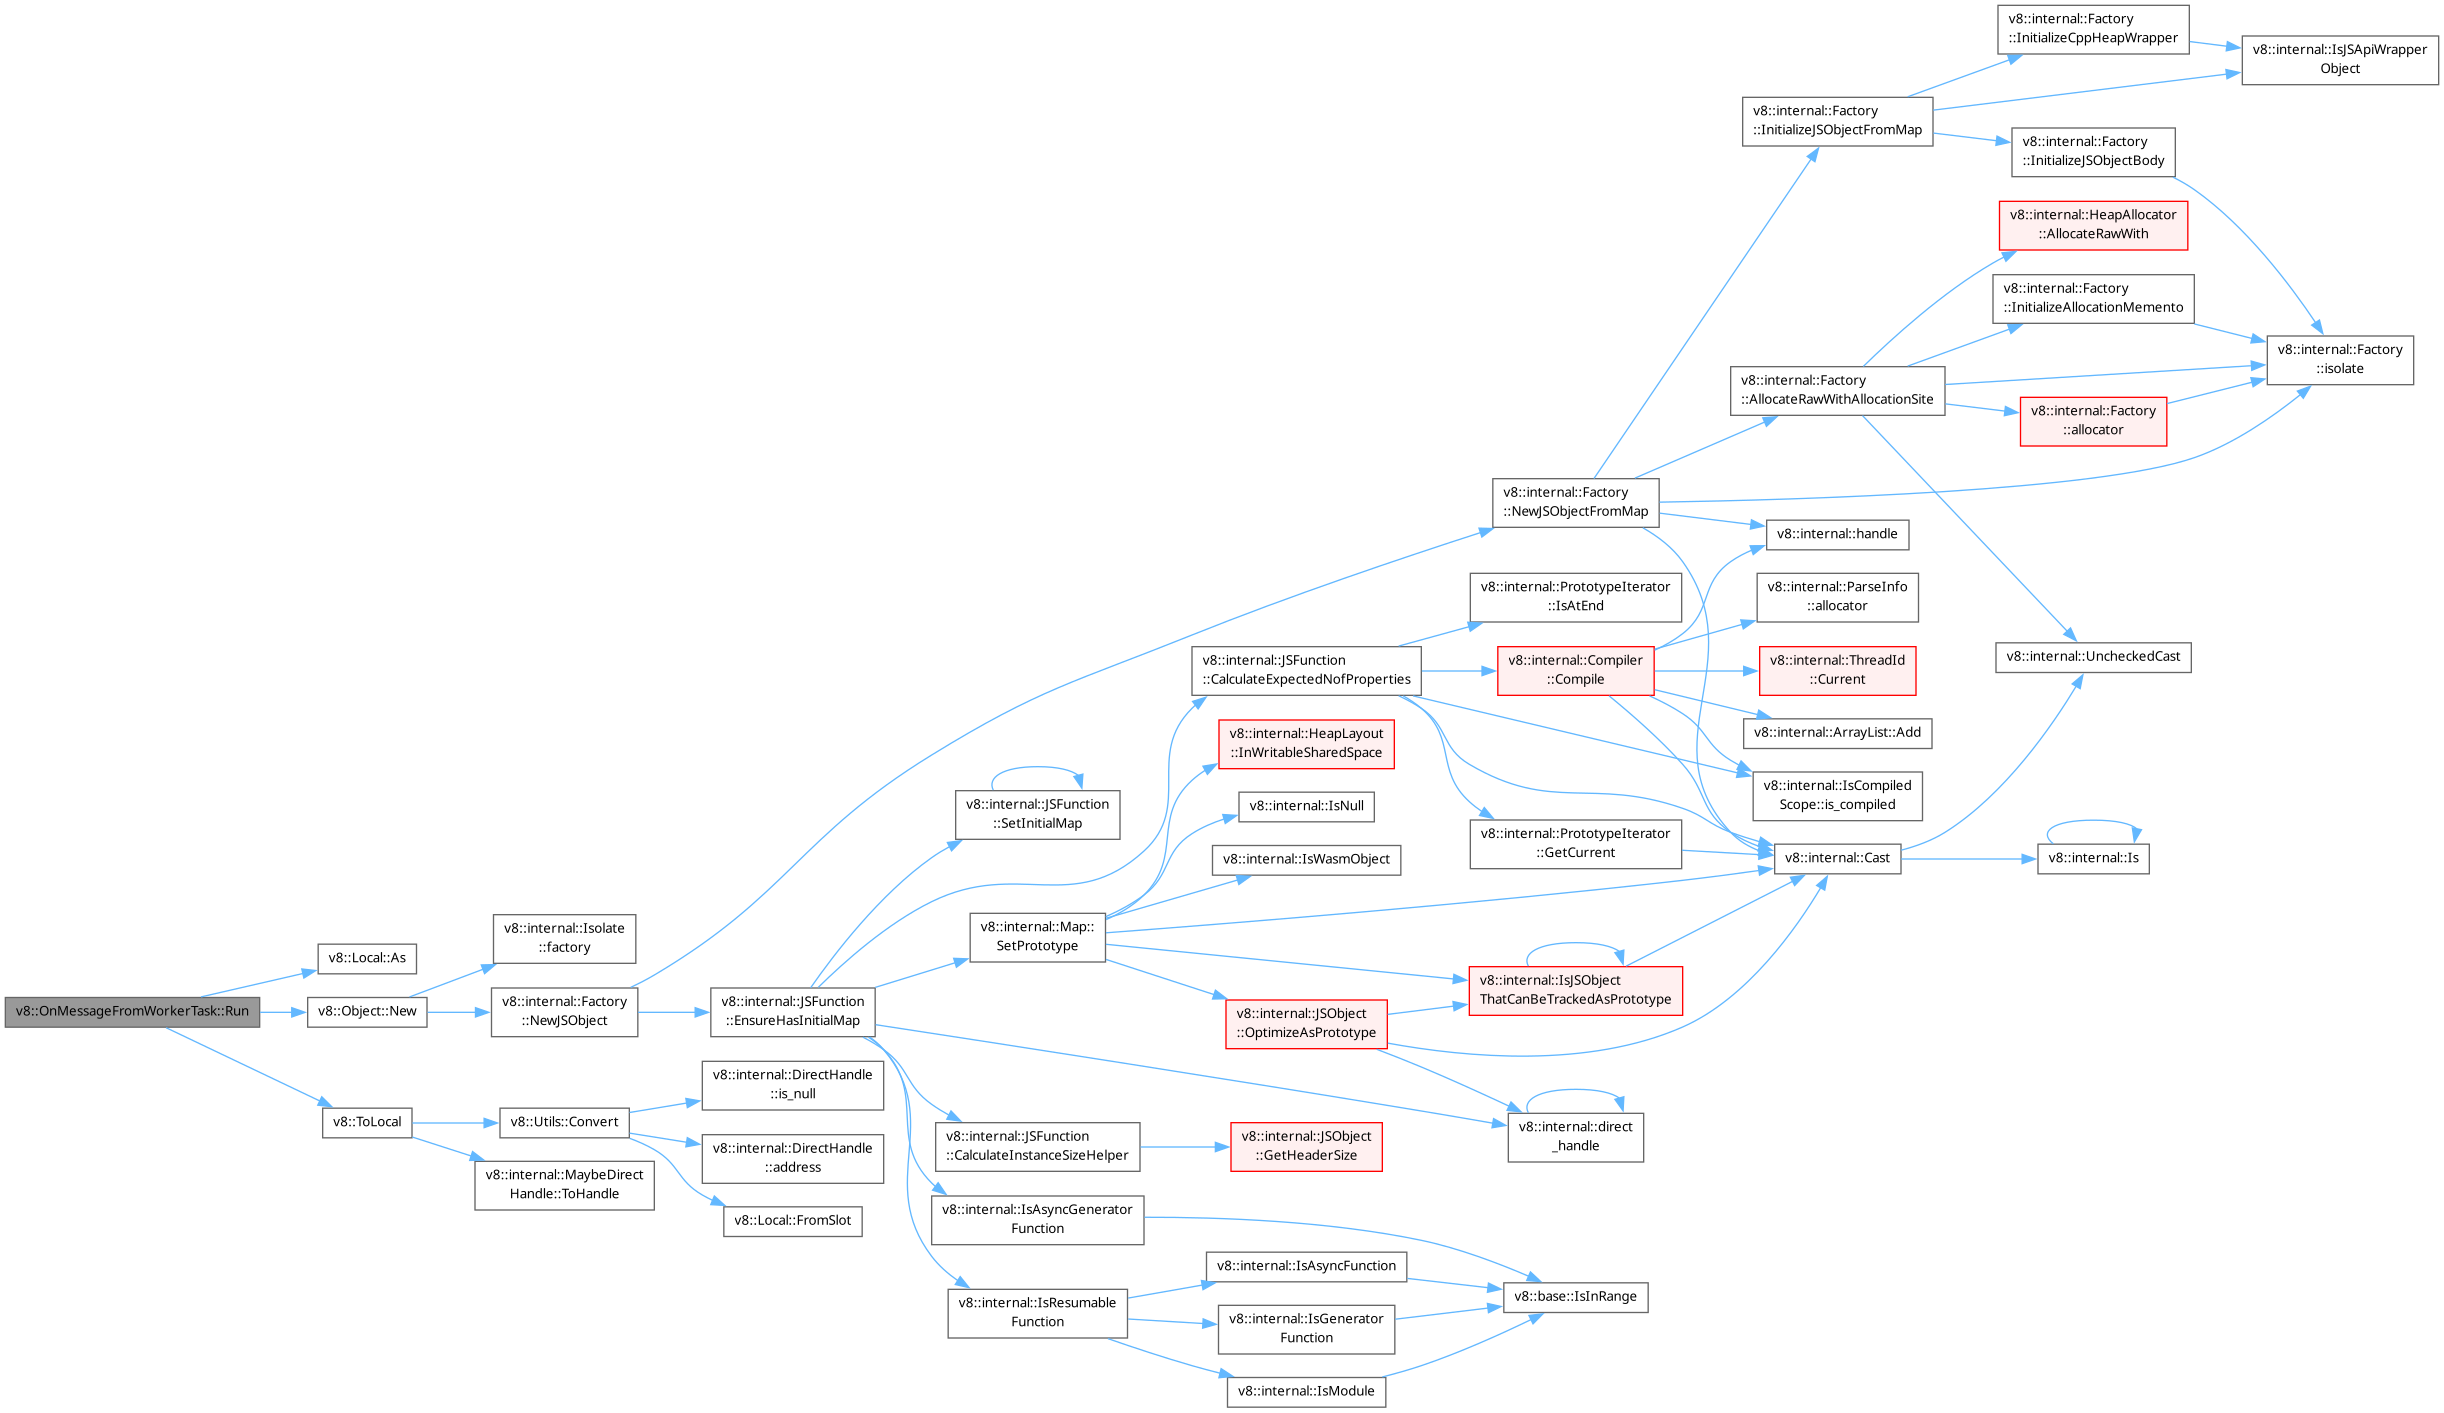 v8::OnMessageFromWorkerTask::Run
v8::Local::As
v8::Object::New
v8::ToLocal
v8::internal::Isolate
::factory
v8::internal::Factory
::NewJSObject
v8::Utils::Convert
v8::internal::MaybeDirect
Handle::ToHandle
v8::internal::JSFunction
::EnsureHasInitialMap
v8::internal::DirectHandle
::is_null
v8::internal::DirectHandle
::address
v8::Local::FromSlot
v8::internal::JSFunction
::SetInitialMap
v8::internal::Map::
SetPrototype
v8::internal::JSFunction
::CalculateInstanceSizeHelper
v8::internal::IsAsyncGenerator
Function
v8::internal::IsResumable
Function
v8::internal::JSFunction
::CalculateExpectedNofProperties
v8::internal::HeapLayout
::InWritableSharedSpace
v8::internal::IsNull
v8::internal::IsWasmObject
v8::internal::JSObject
::OptimizeAsPrototype
v8::internal::JSObject
::GetHeaderSize
v8::internal::IsAsyncFunction
v8::internal::IsGenerator
Function
v8::internal::IsModule
v8::internal::Factory
::NewJSObjectFromMap
v8::internal::PrototypeIterator
::IsAtEnd
v8::internal::Compiler
::Compile
v8::internal::PrototypeIterator
::GetCurrent
v8::internal::IsJSObject
ThatCanBeTrackedAsPrototype
v8::internal::direct
_handle
v8::base::IsInRange
v8::internal::Factory
::InitializeJSObjectFromMap
v8::internal::Factory
::AllocateRawWithAllocationSite
v8::internal::handle
v8::internal::ParseInfo
::allocator
v8::internal::ThreadId
::Current
v8::internal::ArrayList::Add
v8::internal::IsCompiled
Scope::is_compiled
v8::internal::Cast
v8::internal::Factory
::InitializeCppHeapWrapper
v8::internal::Factory
::InitializeJSObjectBody
v8::internal::HeapAllocator
::AllocateRawWith
v8::internal::Factory
::InitializeAllocationMemento
v8::internal::Factory
::allocator
v8::internal::UncheckedCast
v8::internal::Is
v8::internal::IsJSApiWrapper
Object
v8::internal::Factory
::isolate